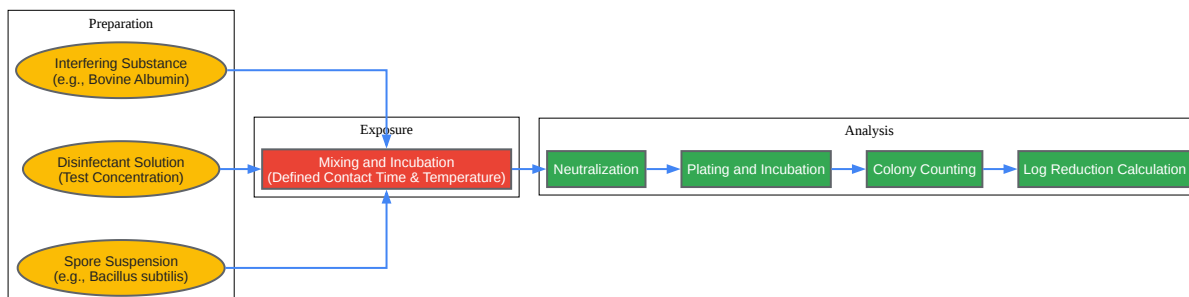 Preparation
Interfering Substance
(e.g., Bovine Albumin)
Disinfectant Solution
(Test Concentration)
Spore Suspension
(e.g., Bacillus subtilis)
Exposure
Mixing and Incubation
(Defined Contact Time & Temperature)
Analysis
Neutralization
Plating and Incubation
Colony Counting
Log Reduction Calculation